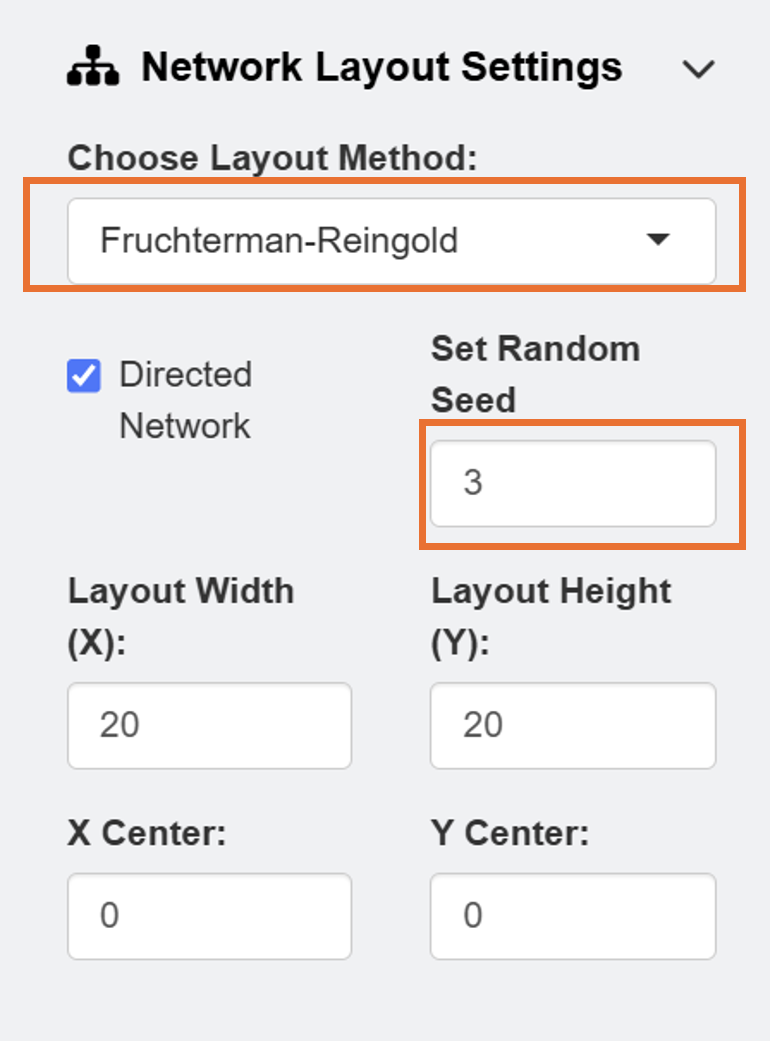 Network Layout Settings
Choose Layout Method:
Fruchterman-Reingold
Directed
Network
Set Random
Seed
3
Layout Width
(X):
20
Layout Height
(Y):
20
X Center:
0
Y Center:
0